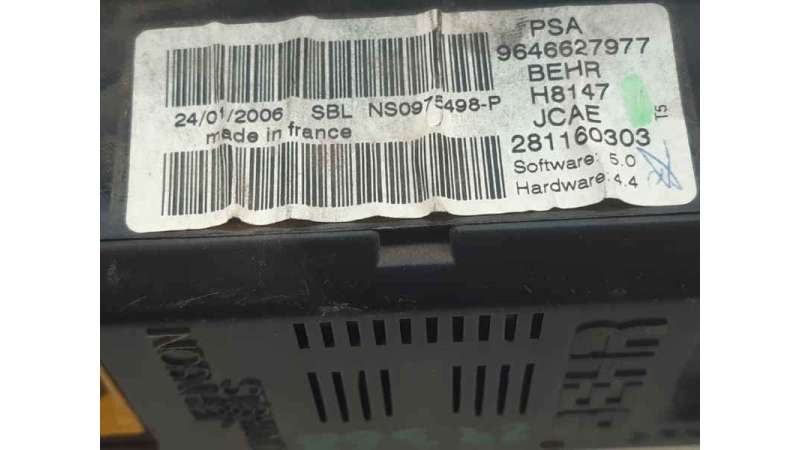 PSA
9646627977
BEHR
H8147
JCAE
281160303
Software: 5.0
Hardware: 4.4
T5
24/01/2006 SBL NS0975498-P
made in france